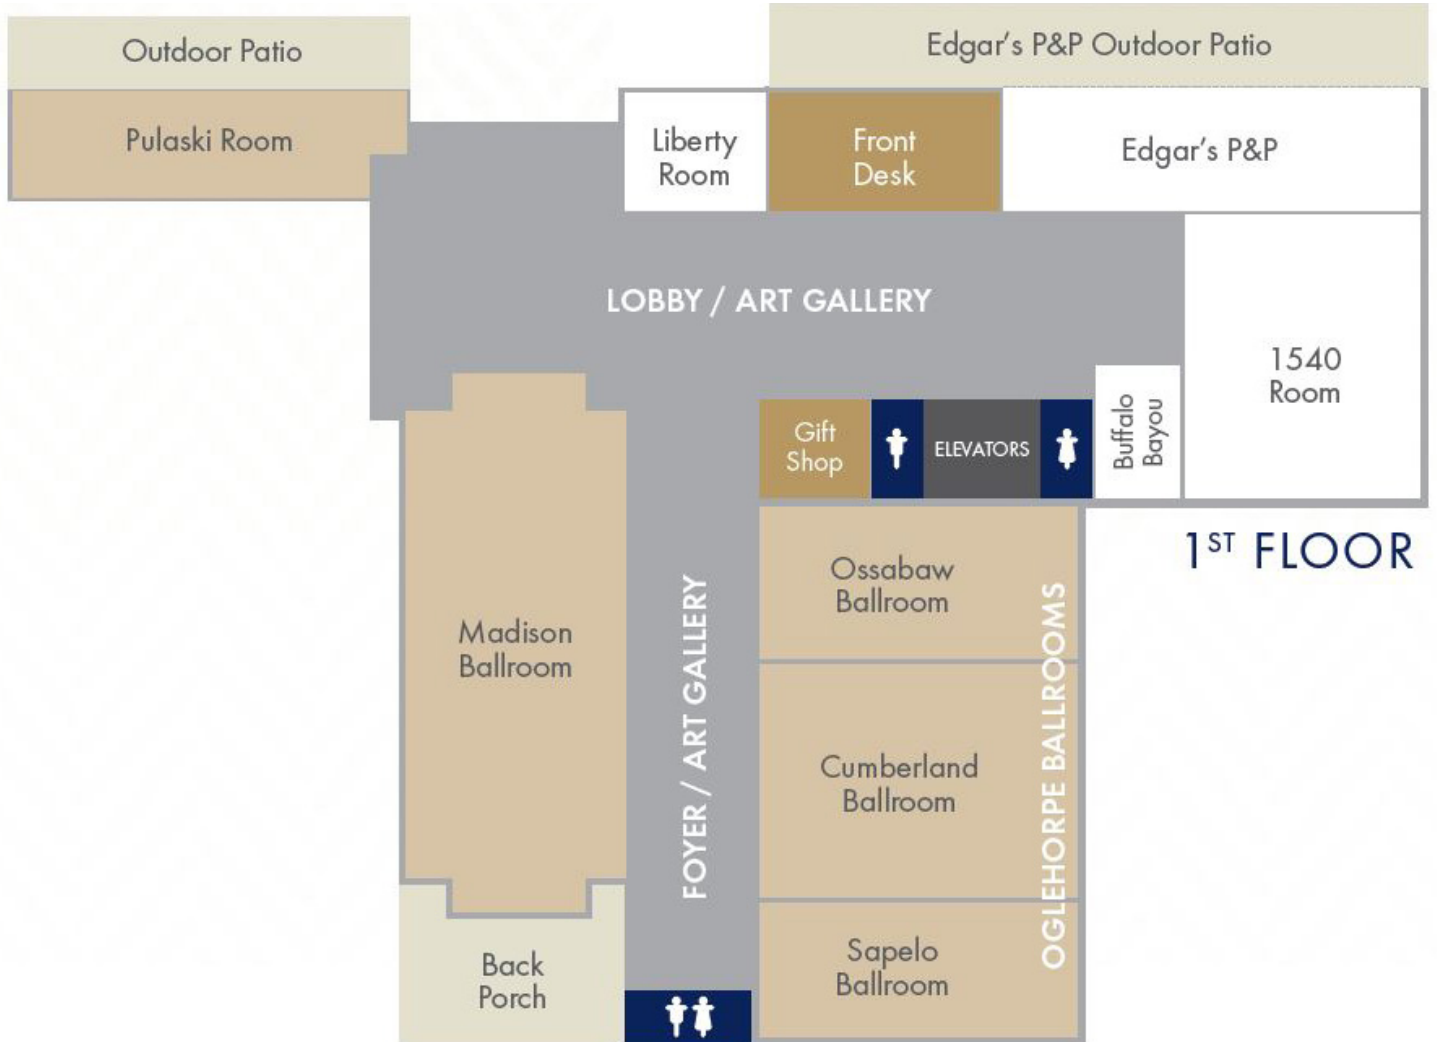 Outdoor Patio
Edgar's P&P Outdoor Patio
Pulaski Room
Liberty
Room
Front
Desk
Edgar's P&P
LOBBY / ART GALLERY
1540
Room
Gift
Shop
ELEVATORS
Buffalo
Bayou
1ST FLOOR
Ossabaw
Ballroom
Madison
Ballroom
FOYER / ART GALLERY
Cumberland
Ballroom
OGLEHORPE BALLROOMS
Sapelo
Ballroom
Back
Porch